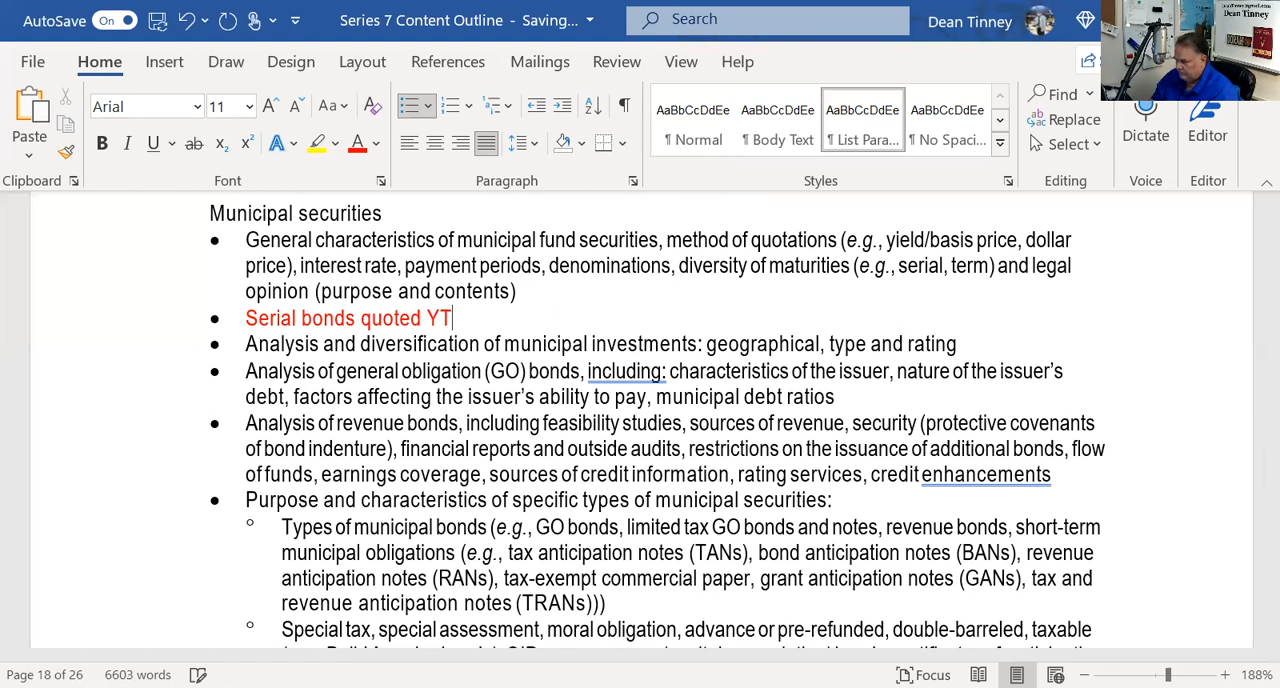 AutoSave On Series 7 Content Outline - Saving... Search Dean Tinney
Dean Tinney
File Home Insert Draw Design Layout References Mailings Review View Help
Paste
Arial 11
Aa
AaBbCcDdEe AaBbCcDdEe AaBbCcDdEe AaBbCcDdEe
¶ Normal ¶ Body Text ¶ List Para... ¶ No Spaci...
Find
Replace
Select
Dictate
Editor
Clipboard Font Paragraph Styles Editing Voice Editor
Municipal securities
• General characteristics of municipal fund securities, method of quotations (e.g., yield/basis price, dollar
price), interest rate, payment periods, denominations, diversity of maturities (e.g., serial, term) and legal
opinion (purpose and contents)
• Serial bonds quoted YT
• Analysis and diversification of municipal investments: geographical, type and rating
• Analysis of general obligation (GO) bonds, including: characteristics of the issuer, nature of the issuer’s
debt, factors affecting the issuer’s ability to pay, municipal debt ratios
• Analysis of revenue bonds, including feasibility studies, sources of revenue, security (protective covenants
of bond indenture), financial reports and outside audits, restrictions on the issuance of additional bonds, flow
of funds, earnings coverage, sources of credit information, rating services, credit enhancements
• Purpose and characteristics of specific types of municipal securities:
° Types of municipal bonds (e.g., GO bonds, limited tax GO bonds and notes, revenue bonds, short-term
municipal obligations (e.g., tax anticipation notes (TANs), bond anticipation notes (BANs), revenue
anticipation notes (RANs), tax-exempt commercial paper, grant anticipation notes (GANs), tax and
revenue anticipation notes (TRANs)))
° Special tax, special assessment, moral obligation, advance or pre-refunded, double-barreled, taxable
Page 18 of 26 6603 words Focus 188%